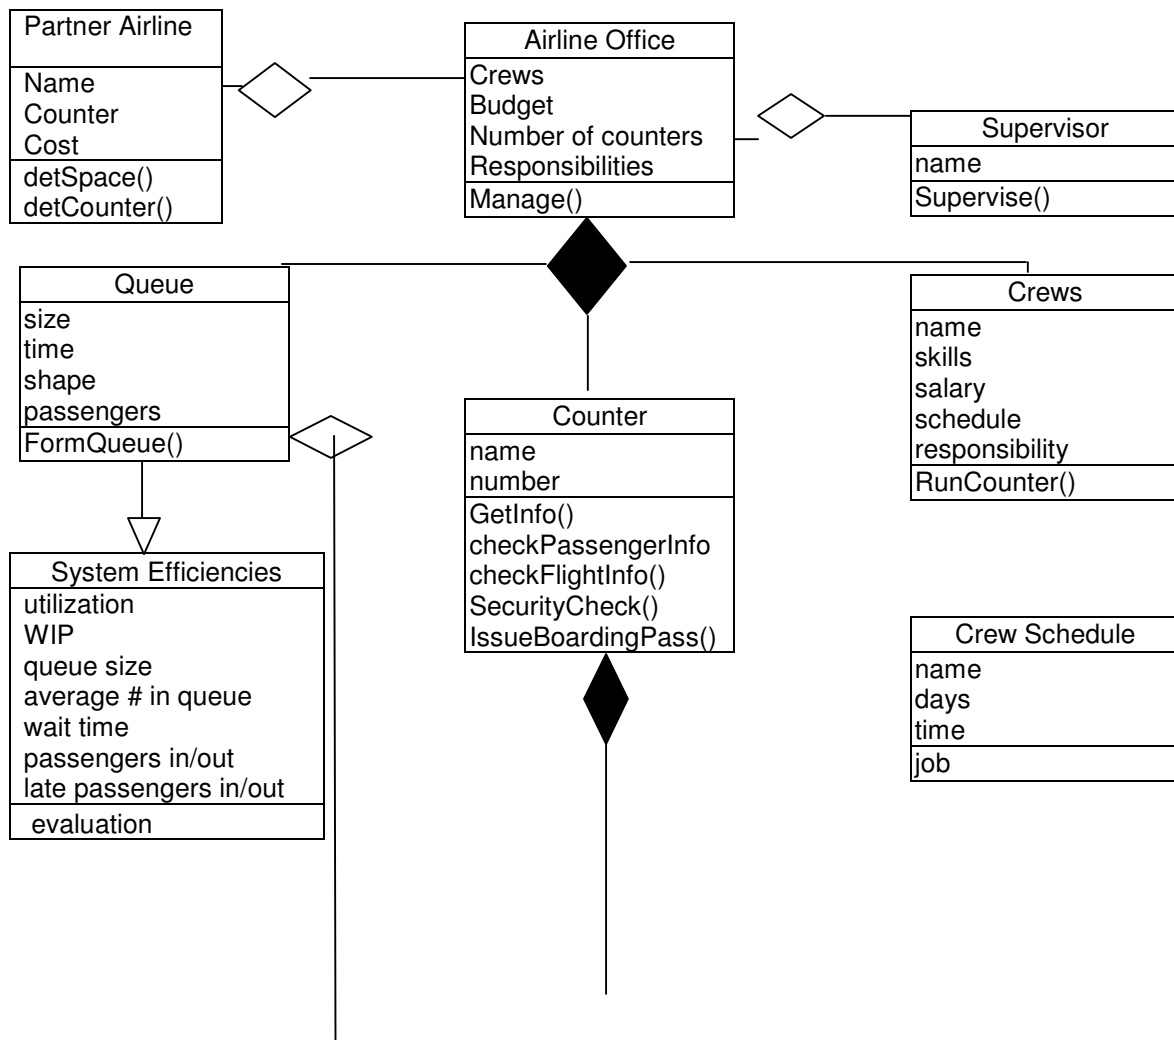 Partner Airline
Name
Counter
Cost
detSpace()
detCounter()
Airline Office
Crews
Budget
Number of counters
Responsibilities
Manage()
Supervisor
name
Supervise()
Queue
size
time
shape
passengers
FormQueue()
Counter
name
number
GetInfo()
checkPassengerInfo
checkFlightInfo()
SecurityCheck()
IssueBoardingPass()
Crews
name
skills
salary
schedule
responsibility
RunCounter()
System Efficiencies
utilization
WIP
queue size
average # in queue
wait time
passengers in/out
late passengers in/out
evaluation
Crew Schedule
name
days
time
job